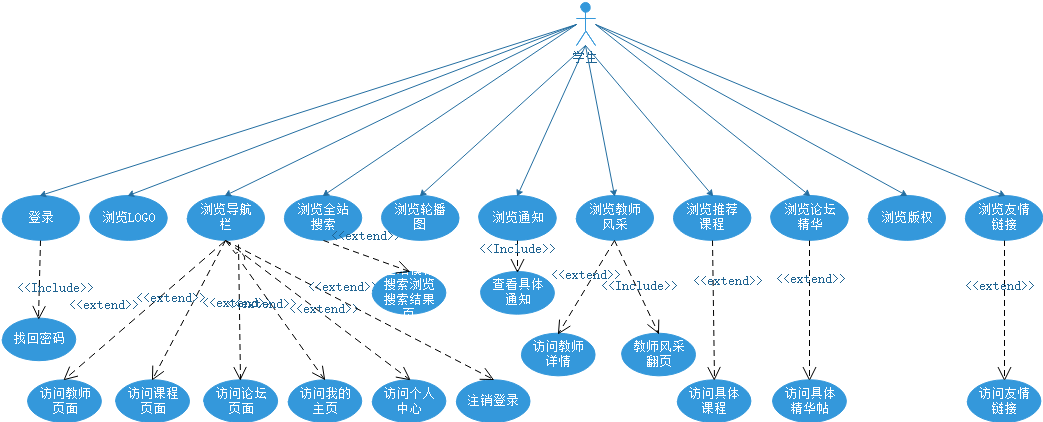 学生
登录
浏览LOGO
浏览导航
栏
浏览全站
搜索
浏览轮播
图
浏览通知
浏览教师
风采
浏览推荐
课程
浏览论坛
精华
浏览版权
浏览友情
链接
<<extend>>
<<Include>>
<<extend>>
<<Include>>
<<extend>>
<<extend>>
<<extend>>
<<extend>>
<<extend>>
<<extend>>
<<Include>>
<<extend>>
<<extend>>
<<extend>>
<<extend>>
搜索浏览
搜索结果
页
查看具体
通知
找回密码
访问教师
详情
教师风采
翻页
访问教师
页面
访问课程
页面
访问论坛
页面
访问我的
主页
访问个人
中心
注销登录
访问具体
课程
访问具体
精华帖
访问友情
链接